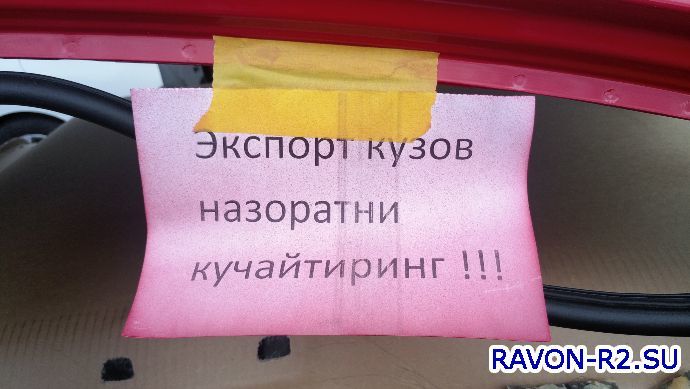 Экспорт кузов
назоратни
кучайтиринг !!!
RAVON-R2.SU